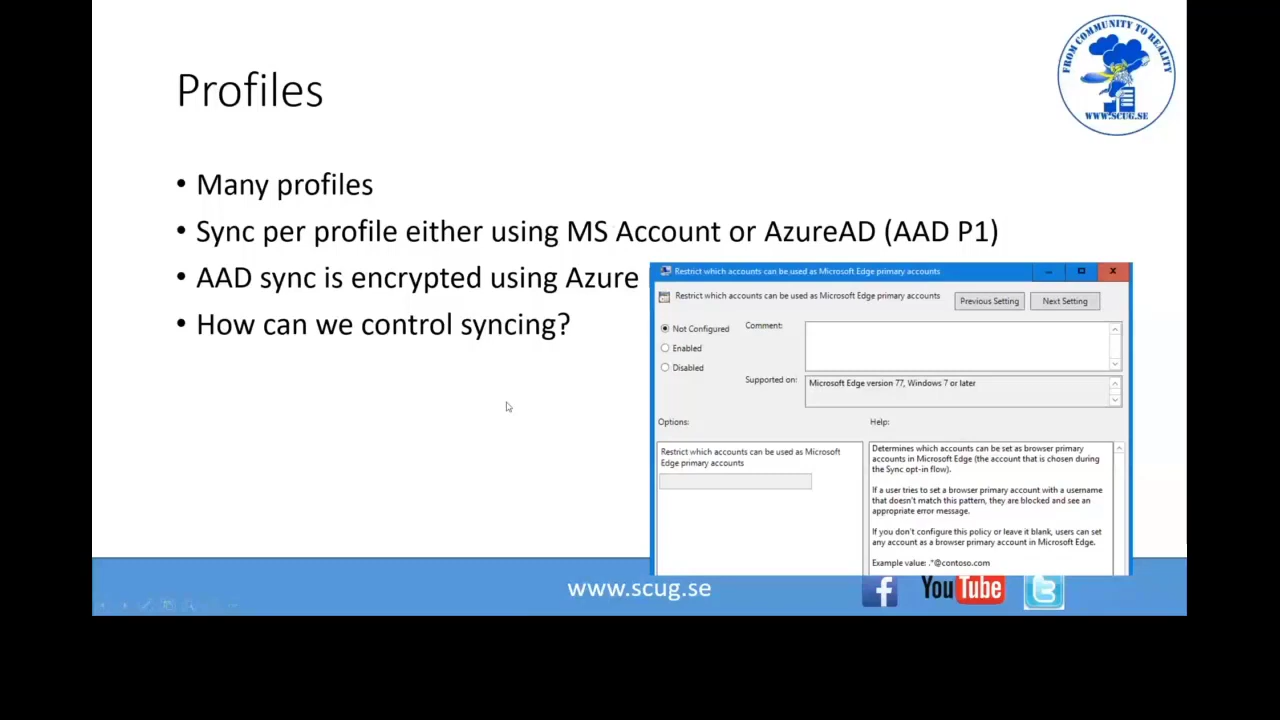 Profiles
FROM COMMUNITY TO REALITY
WWW.SCUG.SE
• Many profiles
• Sync per profile either using MS Account or AzureAD (AAD P1)
• AAD sync is encrypted using Azure
• How can we control syncing?
Restrict which accounts can be used as Microsoft Edge primary accounts
Restrict which accounts can be used as Microsoft Edge primary accounts
Previous Setting
Next Setting
Not Configured
Comment:
Enabled
Disabled
Supported on:
Microsoft Edge version 77, Windows 7 or later
Options:
Help:
Restrict which accounts can be used as Microsoft
Edge primary accounts
Determines which accounts can be set as browser primary
accounts in Microsoft Edge (the account that is chosen during
the Sync opt-in flow).
If a user tries to set a browser primary account with a username
that doesn't match this pattern, they are blocked and see an
appropriate error message.
If you don't configure this policy or leave it blank, users can set
any account as a browser primary account in Microsoft Edge.
Example value: .*@contoso.com
www.scug.se
f
YouTube